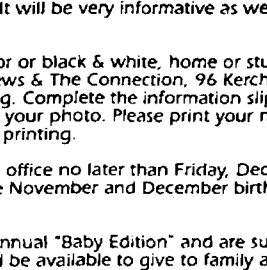 It will be very informative as we
or or black & white, home or stu
ws & The Connection, 96 Kerch
g. Complete the information slip
your photo. Please print your n
printing.
office no later than Friday, Dec
e November and December birth
nnual "Baby Edition" and are su
l be available to give to family a